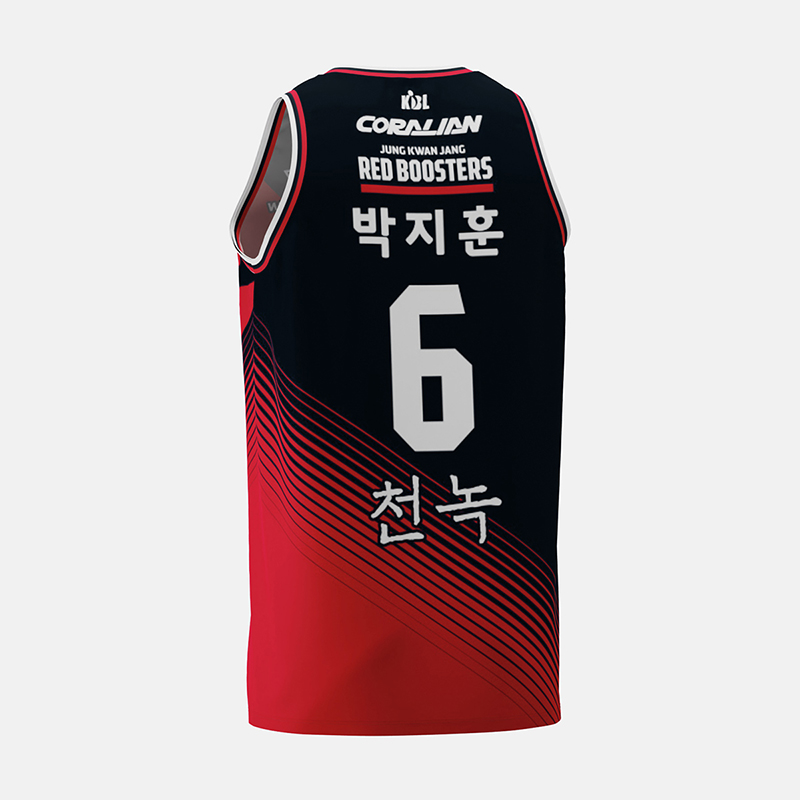 KBL
CORALIAN
JUNG KWAN JANG
RED BOOSTERS
박지훈
6
천녹